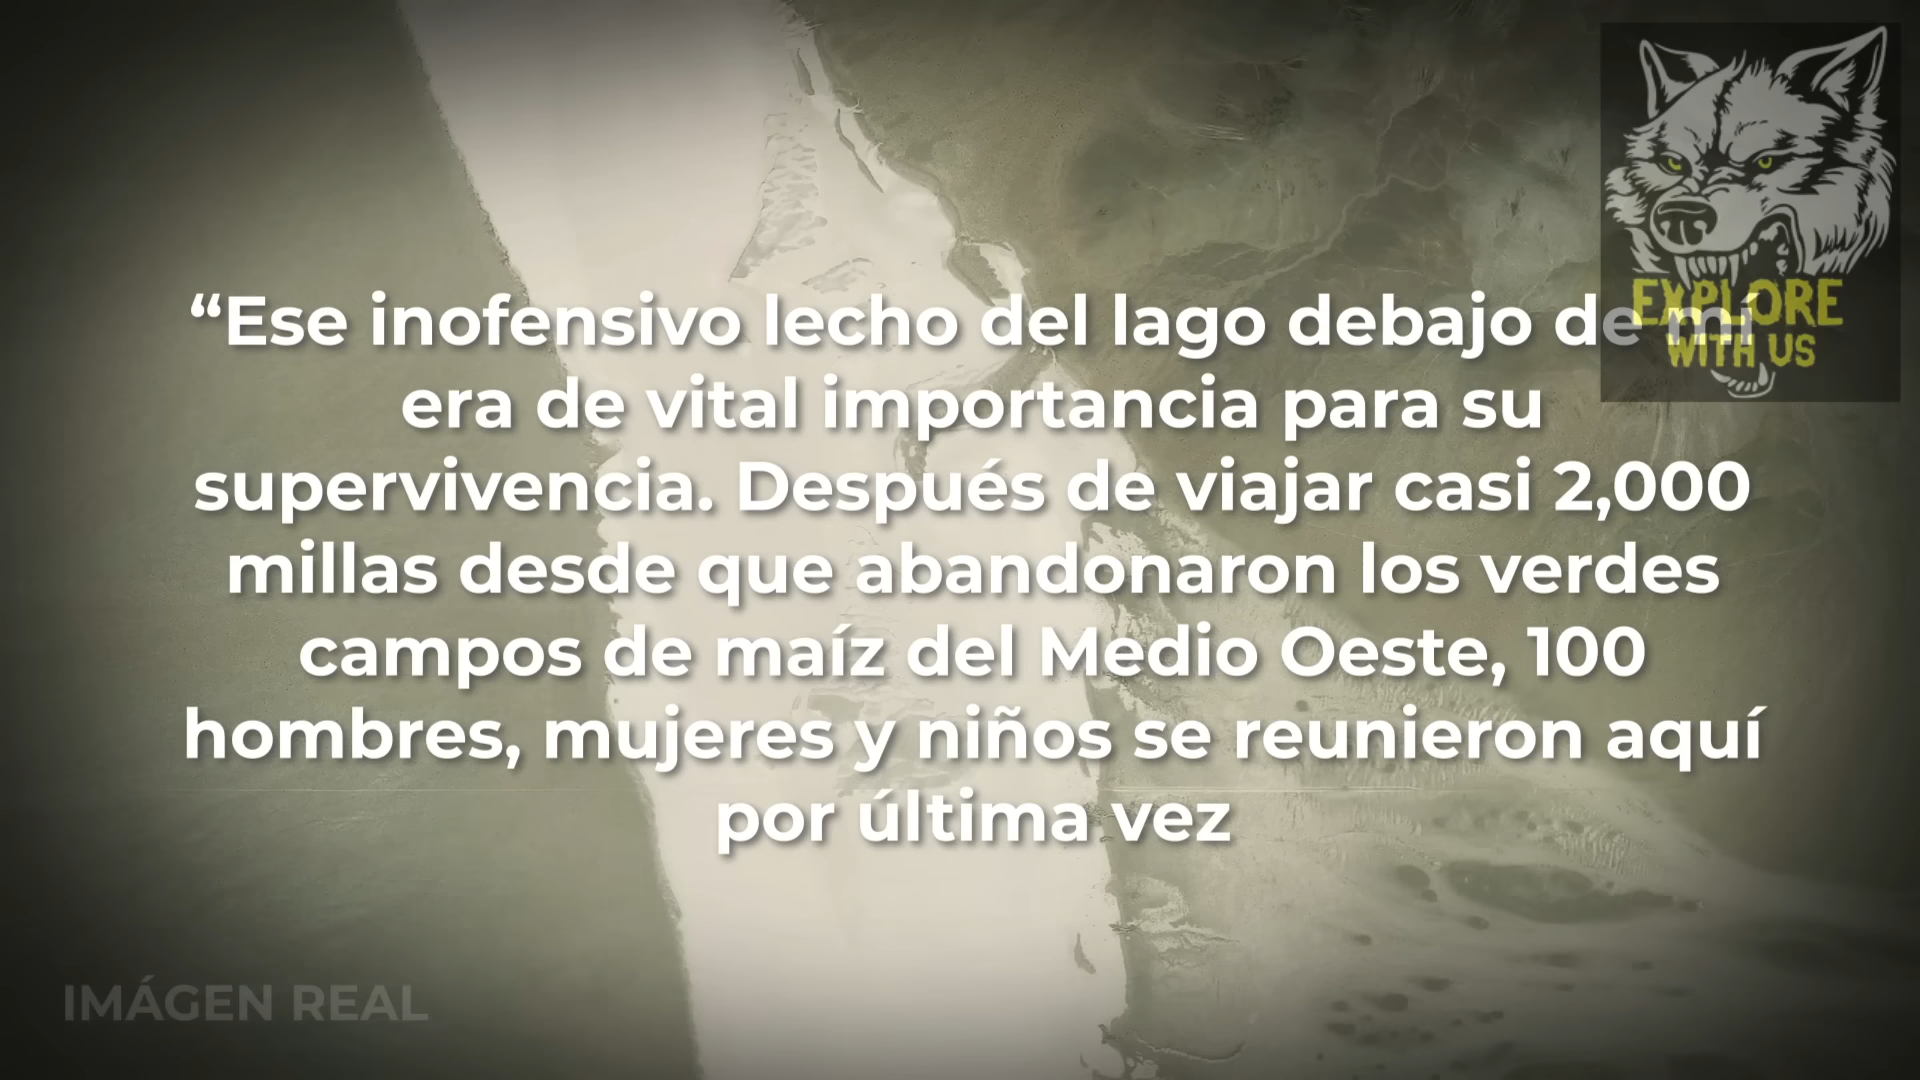 “Ese inofensivo lecho del lago debajo de mí
era de vital importancia para su
supervivencia. Después de viajar casi 2,000
millas desde que abandonaron los verdes
campos de maíz del Medio Oeste, 100
hombres, mujeres y niños se reunieron aquí
por última vez
EXPLORE
WITH US
IMÁGEN REAL